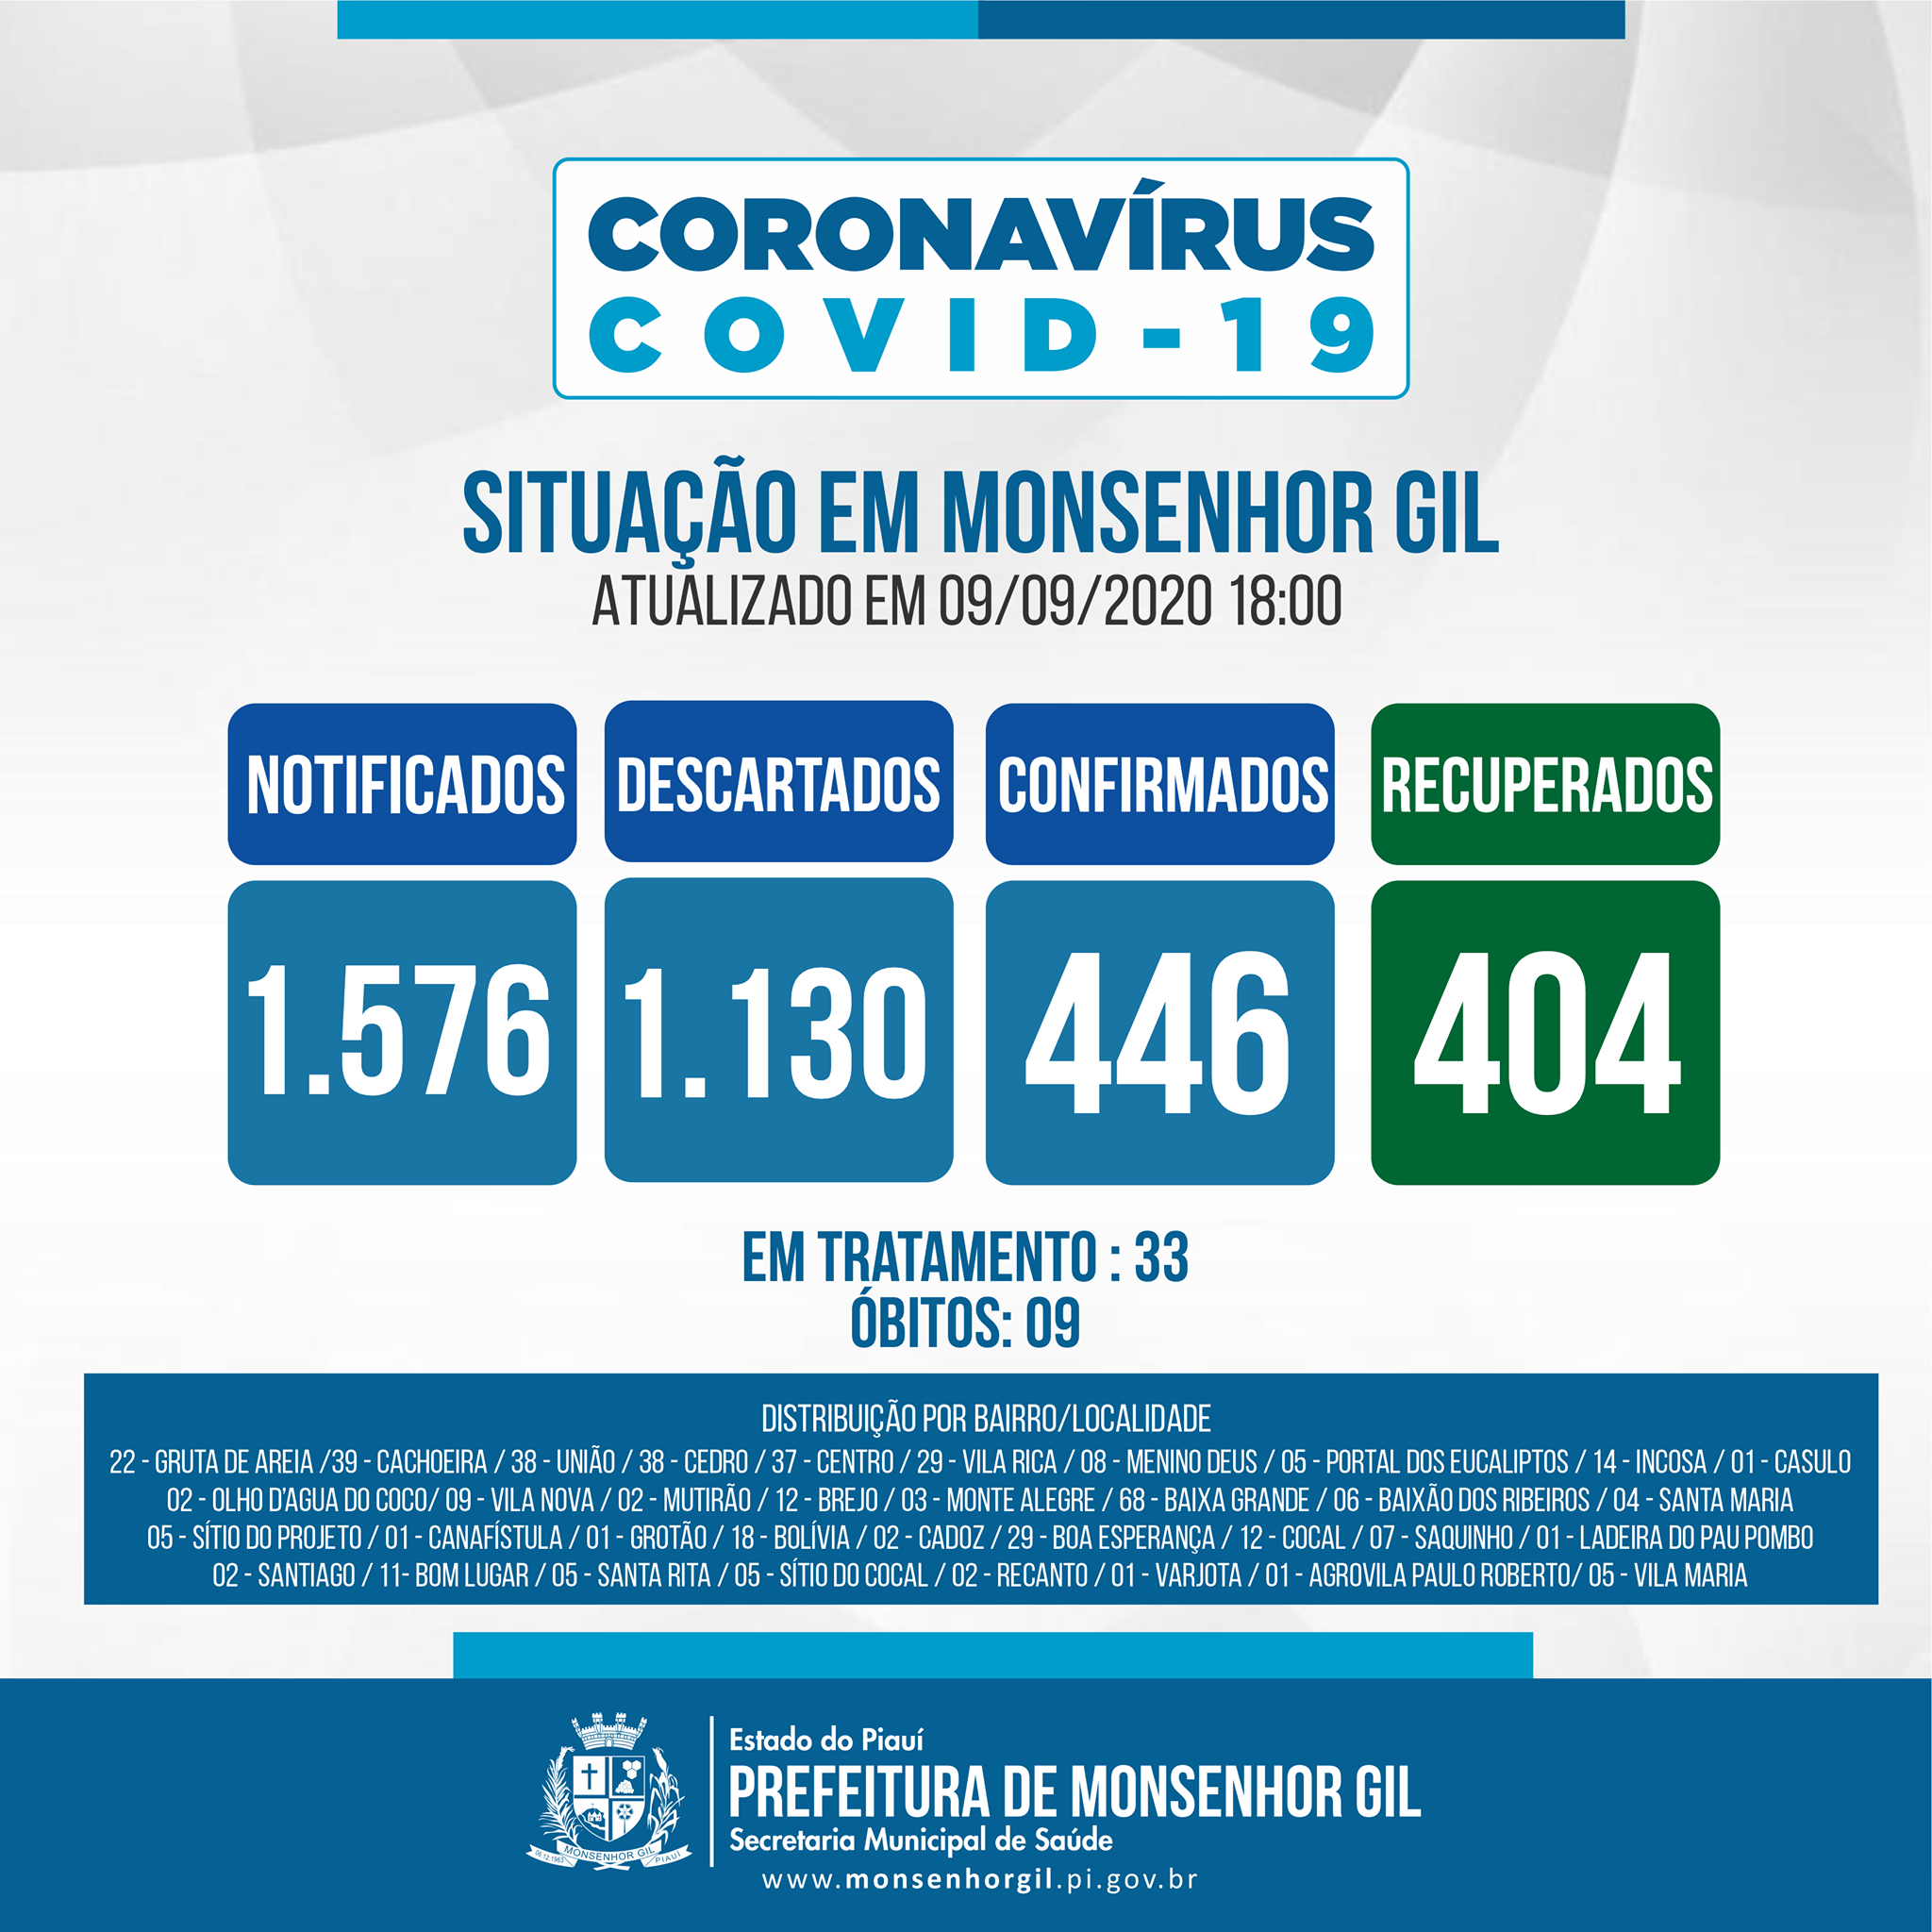 CORONAVÍRUS
COVID-19
SITUAÇÃO EM MONSENHOR GIL
ATUALIZADO EM 09/09/2020 18:00
NOTIFICADOS DESCARTADOS CONFIRMADOS RECUPERADOS
1.576 1.130 446 404
EM TRATAMENTO : 33
ÓBITOS: 09
DISTRIBUIÇÃO POR BAIRRO/LOCALIDADE
22 - GRUTA DE AREIA /39 - CACHOEIRA / 38 - UNIÃO / 38 - CEDRO / 37 - CENTRO / 29 - VILA RICA / 08 - MENINO DEUS / 05 - PORTAL DOS EUCALIPTOS / 14 - INCOSA / 01 - CASULO
02 - OLHO D'AGUA DO COCO/ 09 - VILA NOVA / 02 - MUTIRÃO / 12 - BREJO / 03 - MONTE ALEGRE / 68 - BAIXA GRANDE / 06 - BAIXÃO DOS RIBEIROS / 04 - SANTA MARIA
05 - SÍTIO DO PROJETO / 01 - CANAFÍSTULA / 01 - GROTÃO / 18 - BOLÍVIA / 02 - CADOZ / 29 - BOA ESPERANÇA / 12 - COCAL / 07 - SAQUINHO / 01 - LADEIRA DO PAU POMBO
02 - SANTIAGO / 11- BOM LUGAR / 05 - SANTA RITA / 05 - SÍTIO DO COCAL / 02 - RECANTO / 01 - VARJOTA / 01 - AGROVILA PAULO ROBERTO/ 05 - VILA MARIA
Estado do Piauí
PREFEITURA DE MONSENHOR GIL
Secretaria Municipal de Saúde
www.monsenhorgil.pi.gov.br
06.12.1963 MONSENHOR GIL PIAUÍ